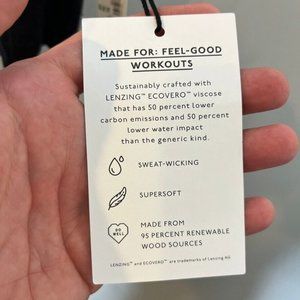 MADE FOR: FEEL-GOOD
WORKOUTS
Sustainably crafted with
LENZING™ ECOVERO™ viscose
that has 50 percent lower
carbon emissions and 50 percent
lower water impact
than the generic kind.
SWEAT-WICKING
SUPERSOFT
DO
WELL
MADE FROM
95 PERCENT RENEWABLE
WOOD SOURCES
LENZING™ and ECOVERO™ are trademarks of Lenzing AG